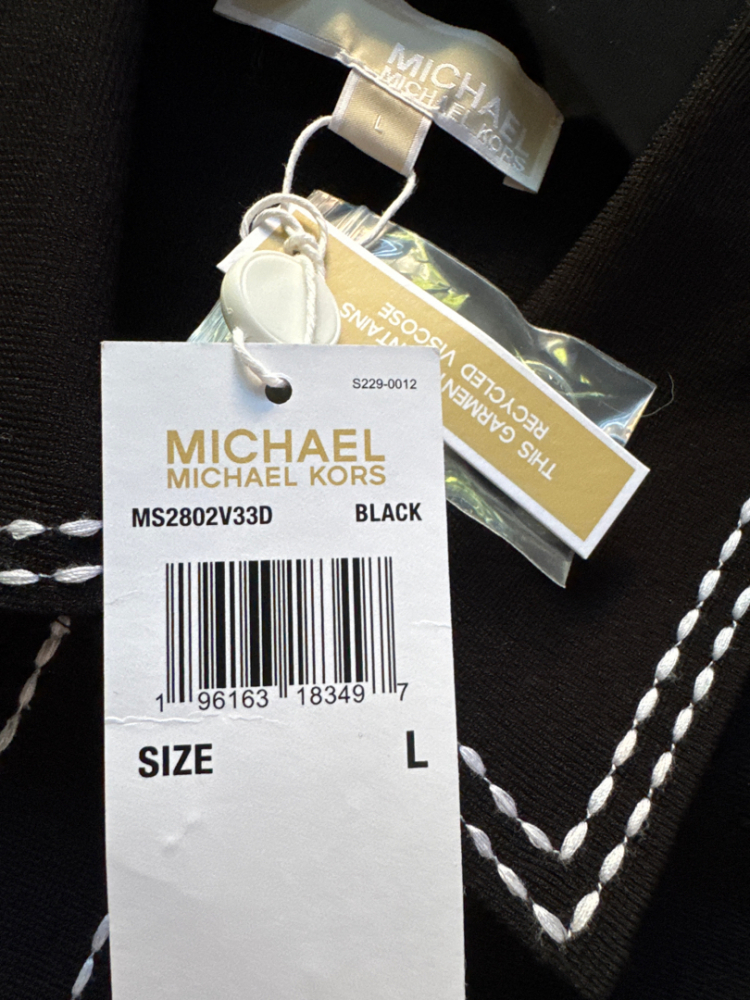 MICHAEL
MICHAEL KORS
L
THIS GARMENT
CONTAINS
RECYCLED VISCOSE
S229-0012
MICHAEL
MICHAEL KORS
MS2802V33D BLACK
1 96163 18349 7
SIZE L